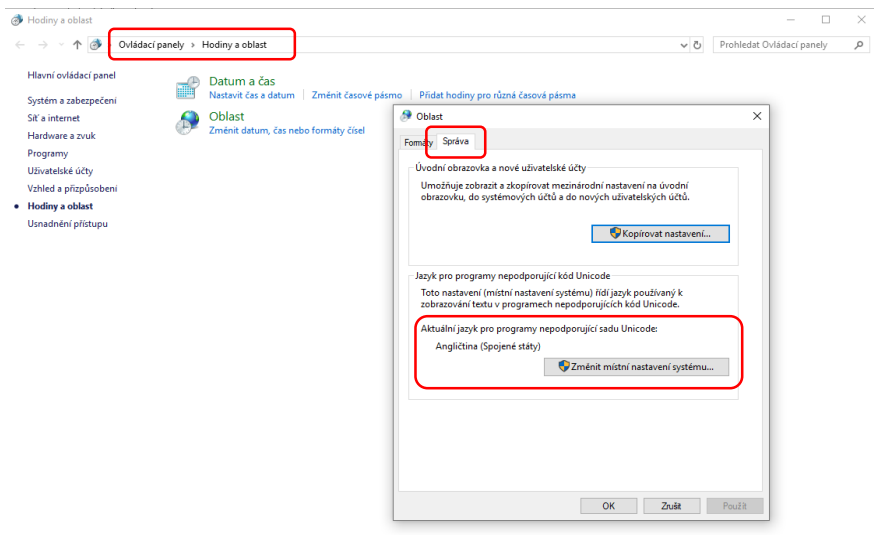 Hodiny a oblast
Ovládací panely > Hodiny a oblast
Prohledat Ovládací panely
Hlavní ovládací panel
Systém a zabezpečení
Síť a internet
Hardware a zvuk
Programy
Uživatelské účty
Vzhled a přizpůsobení
Hodiny a oblast
Usnadnění přístupu
Datum a čas
Nastavit čas a datum | Změnit časové pásmo | Přidat hodiny pro různá časová pásma
Oblast
Změnit datum, čas nebo formáty čísel
Oblast
Formáty Správa
Úvodní obrazovka a nové uživatelské účty
Umožňuje zobrazit a zkopírovat mezinárodní nastavení na úvodní
obrazovku, do systémových účtů a do nových uživatelských účtů.
Kopírovat nastavení...
Jazyk pro programy nepodporující kód Unicode
Toto nastavení (místní nastavení systému) řídí jazyk používaný k
zobrazování textu v programech nepodporujících kód Unicode.
Aktuální jazyk pro programy nepodporující sadu Unicode:
Angličtina (Spojené státy)
Změnit místní nastavení systému...
OK Zrušit Použít